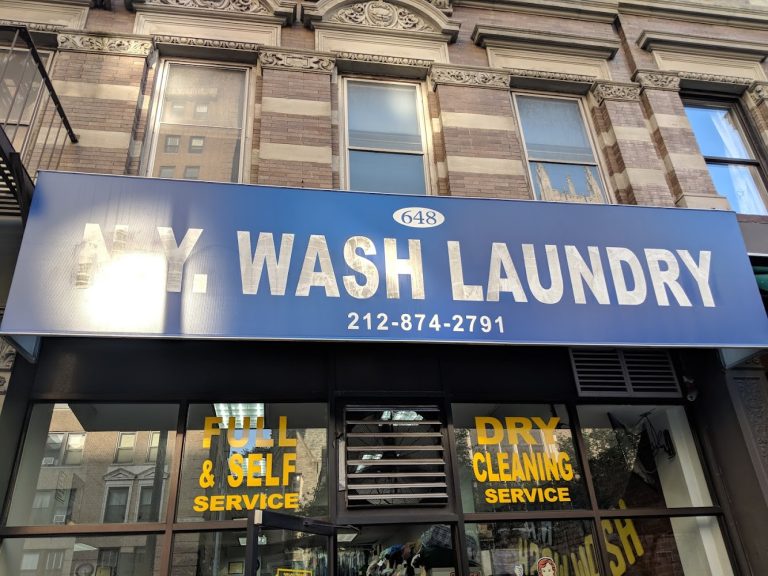 648
N.Y. WASH LAUNDRY
212-874-2791
FULL
& SELF
SERVICE
DRY
CLEANING
SERVICE